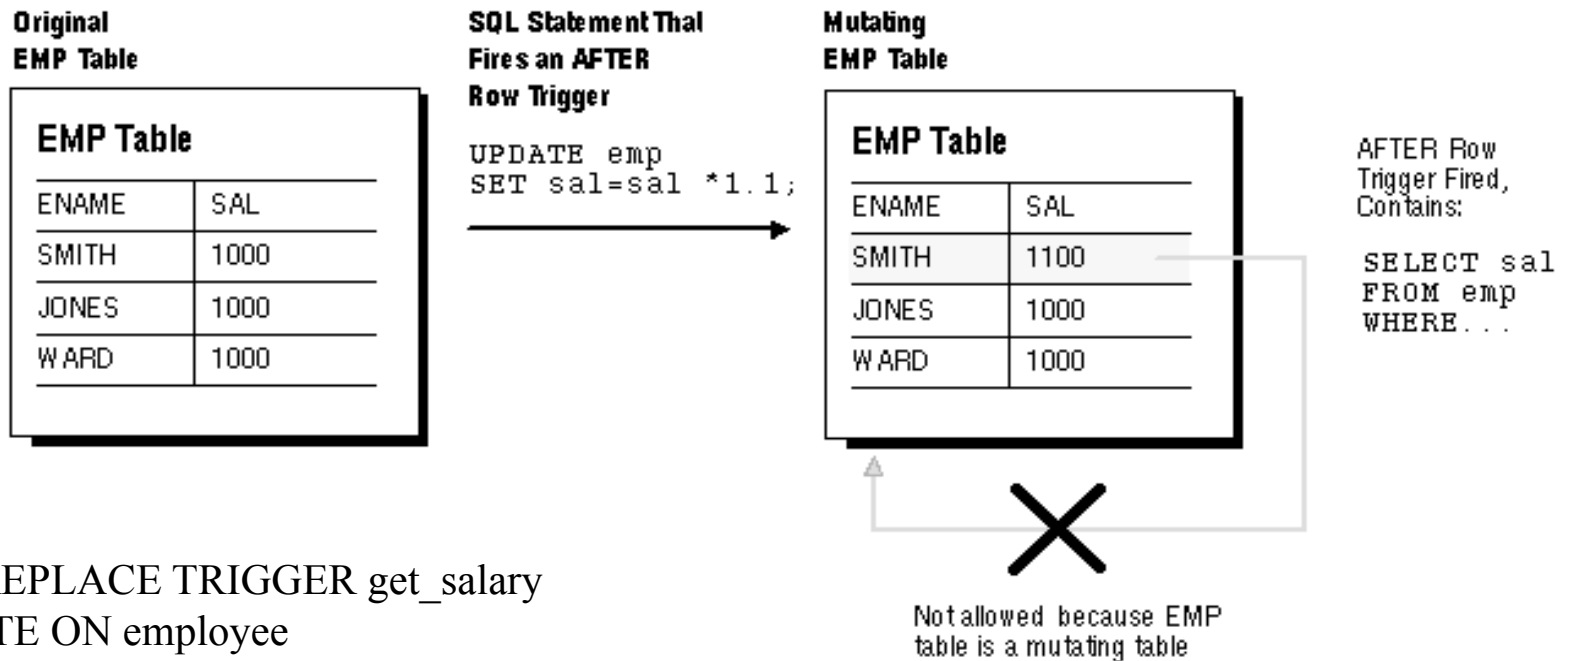 Original
EMP Table
EMP Table
ENAME SAL
SMITH 1000
JONES 1000
WARD 1000
SQL Statement That
Fires an AFTER
Row Trigger
UPDATE emp
SET sal=sal *1.1;
Mutating
EMP Table
EMP Table
ENAME SAL
SMITH 1100
JONES 1000
WARD 1000
AFTER Row
Trigger Fired,
Contains:
SELECT sal
FROM emp
WHERE...
Not allowed because EMP
table is a mutating table
EPLACE TRIGGER get_salary
TE ON employee